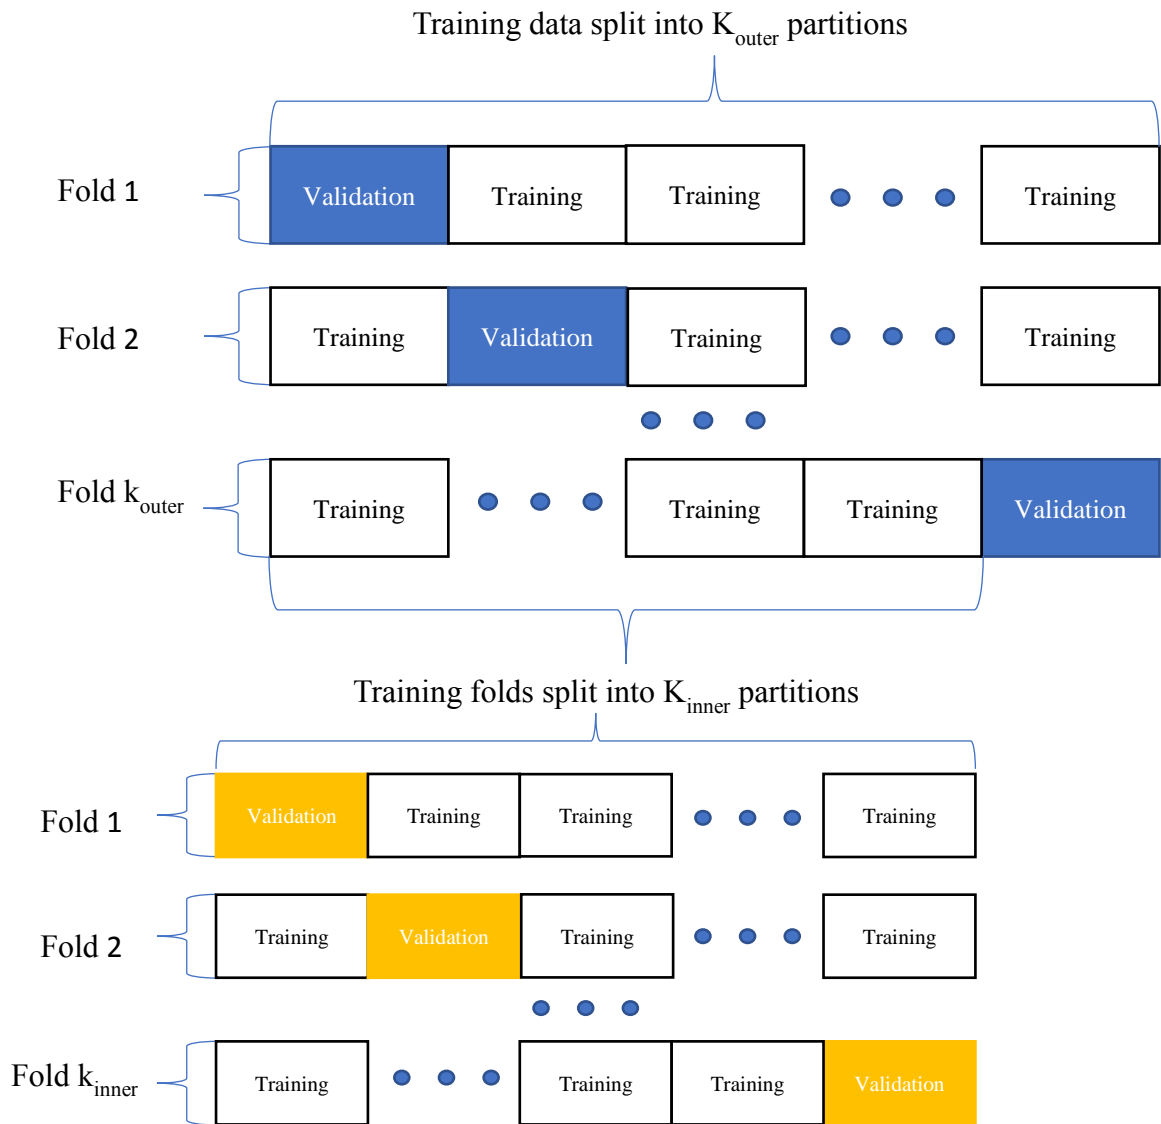 Training data split into K_outer partitions
Fold 1
Validation Training Training Training
Fold 2
Training Validation Training Training
Fold k_outer
Training Training Training Validation
Training folds split into K_inner partitions
Fold 1
Validation Training Training Training
Fold 2
Training Validation Training Training
Fold k_inner
Training Training Training Validation